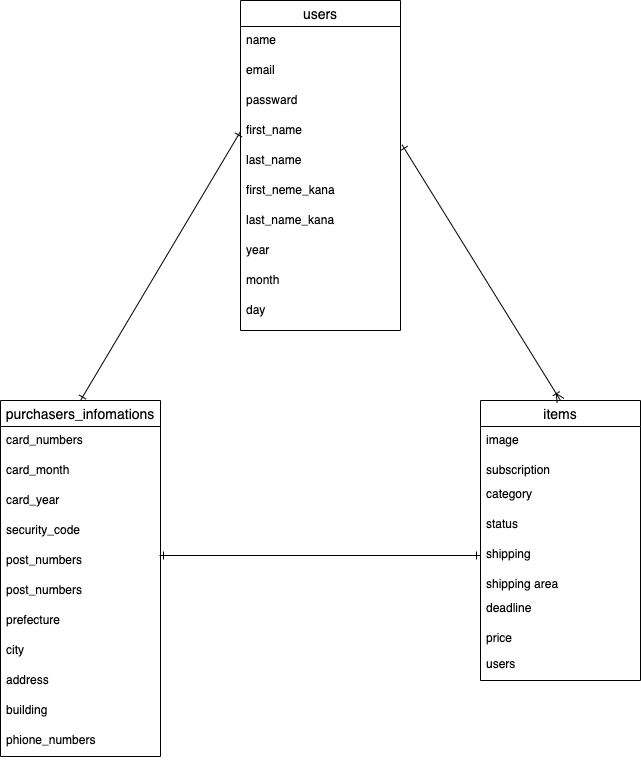 users
name
email
passward
first_name
last_name
first_neme_kana
last_name_kana
year
month
day
purchasers_infomations
card_numbers
card_month
card_year
security_code
post_numbers
post_numbers
prefecture
city
address
building
phione_numbers
items
image
subscription
category
status
shipping
shipping area
deadline
price
users